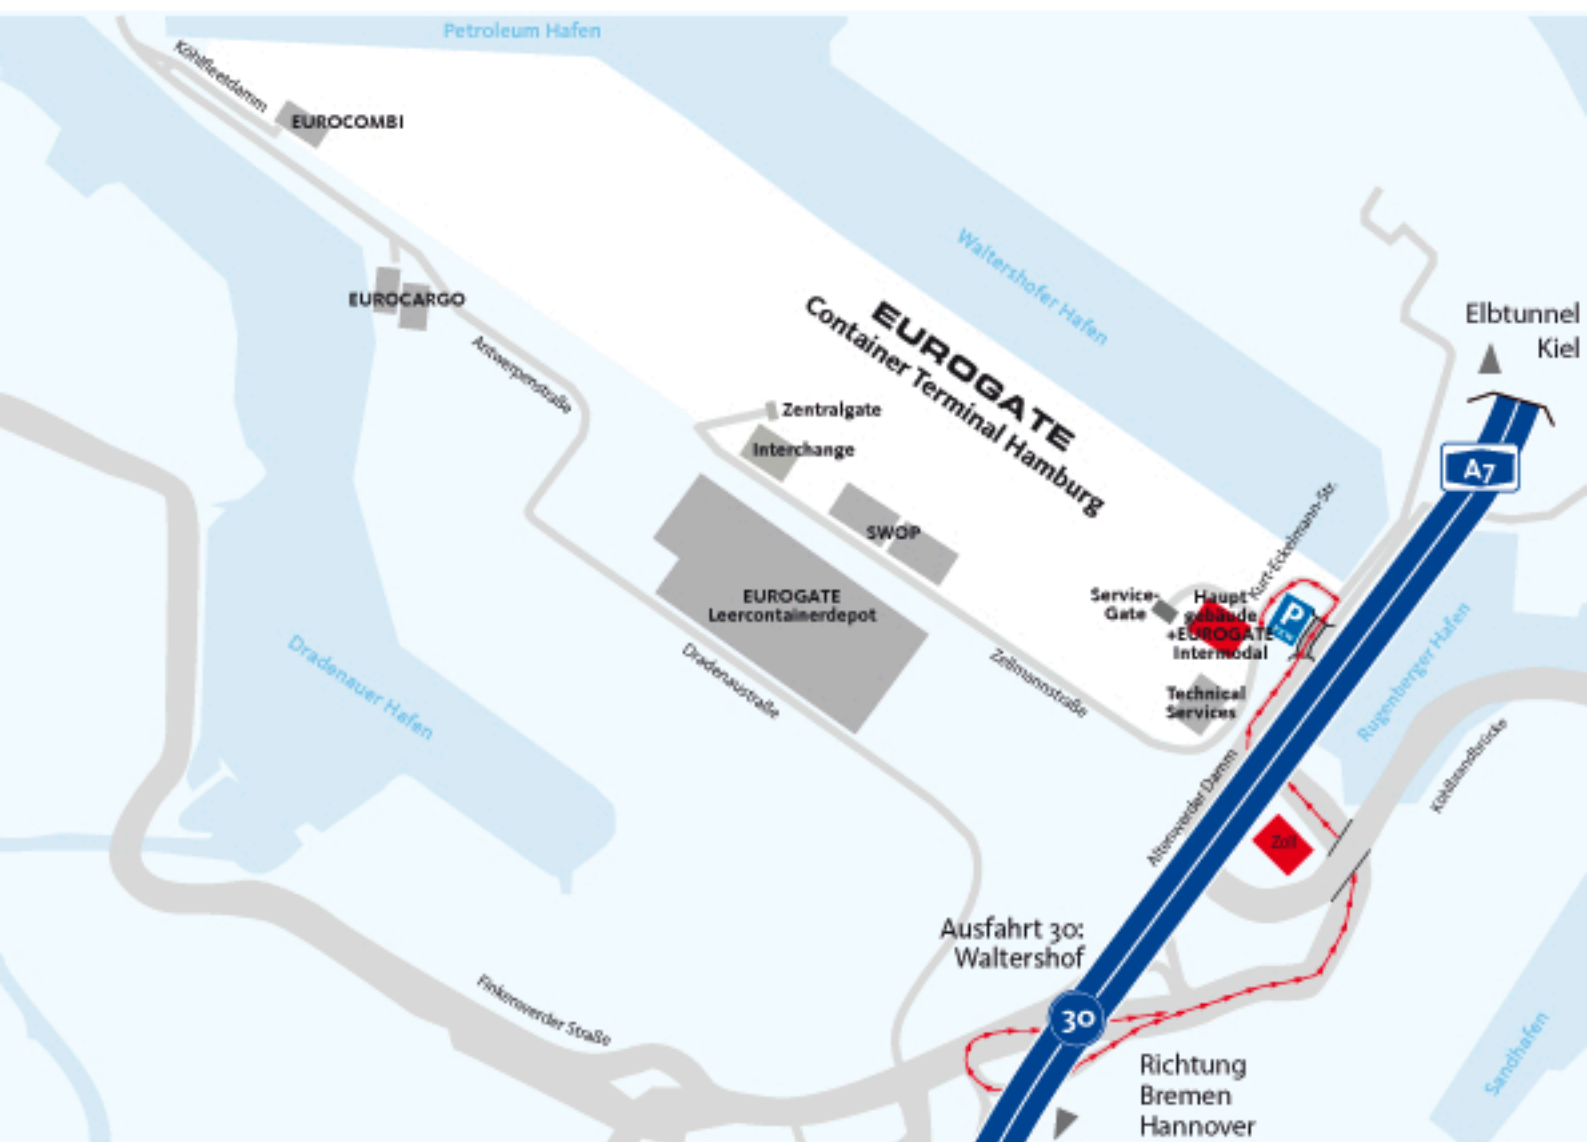 Petroleum Hafen
Köhlfleetdamm
EUROCOMBI
Waltershofer Hafen
EUROCARGO
EUROGATE
Container Terminal Hamburg
Elbtunnel
Kiel
Antwerpenstraße
Zentralgate
Interchange
A7
SWOP
Kurt-Eckelmann-Str.
EUROGATE
Leercontainerdepot
Service-
Gate
Haupt
gebäude
+EUROGATE
Intermodal
P
Rugenberger Hafen
Dradenauer Hafen
Dradenaustraße
Zellmannstraße
Technical
Services
Köhlbrandbrücke
Altenwerder Damm
Zoll
Ausfahrt 30:
Waltershof
Finkenwerder Straße
30
Sandhafen
Richtung
Bremen
Hannover